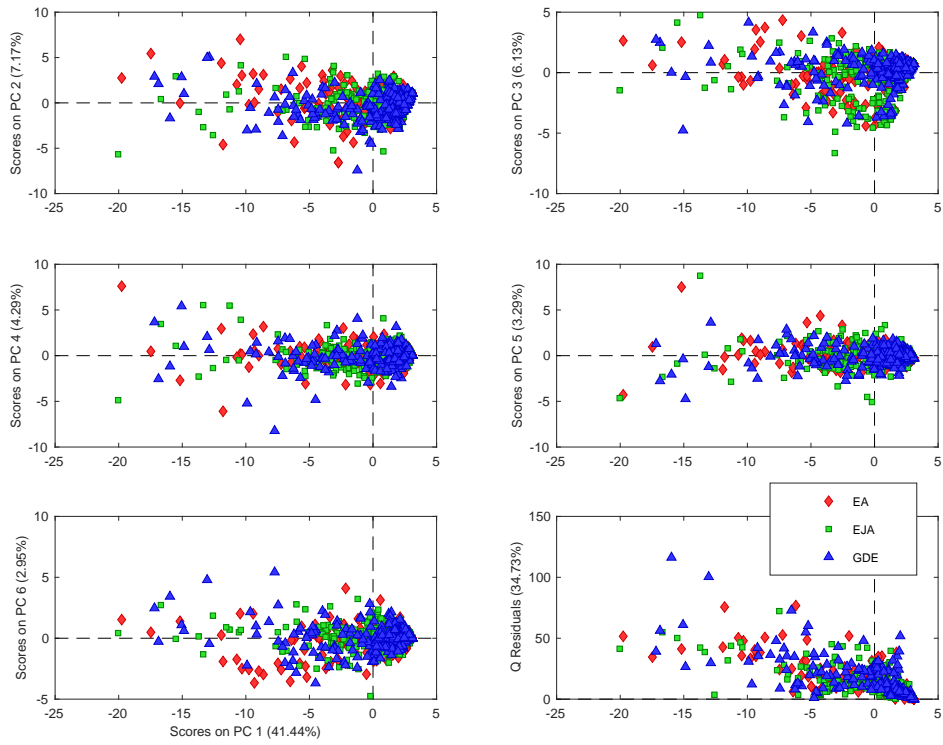 10
5
0
-5
-10
-25 -20 -15 -10 -5 0 5
Scores on PC 2 (7.17%)
5
0
-5
-10
-25 -20 -15 -10 -5 0 5
Scores on PC 3 (6.13%)
10
5
0
-5
-10
-25 -20 -15 -10 -5 0 5
Scores on PC 4 (4.29%)
10
5
0
-5
-10
-25 -20 -15 -10 -5 0 5
Scores on PC 5 (3.29%)
10
5
0
-5
-25 -20 -15 -10 -5 0 5
Scores on PC 6 (2.95%)
Scores on PC 1 (41.44%)
150
100
50
0
-25 -20 -15 -10 -5 0 5
Q Residuals (34.73%)
EA
EJA
GDE